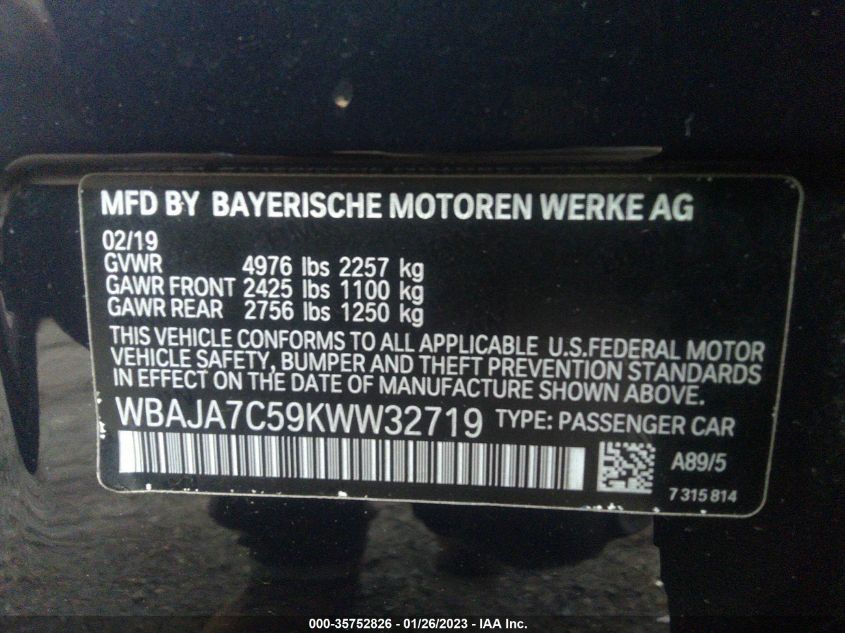 MFD BY BAYERISCHE MOTOREN WERKE AG
02/19
GVWR 4976 lbs 2257 kg
GAWR FRONT 2425 lbs 1100 kg
GAWR REAR 2756 lbs 1250 kg
THIS VEHICLE CONFORMS TO ALL APPLICABLE U.S.FEDERAL MOTOR
VEHICLE SAFETY, BUMPER AND THEFT PREVENTION STANDARDS
IN EFFECT ON THE DATE OF MANUFACTURE SHOWN ABOVE.
WBAJA7C59KWW32719 TYPE: PASSENGER CAR
A89/5
7 315 814
000-35752826 - 01/26/2023 - IAA Inc.